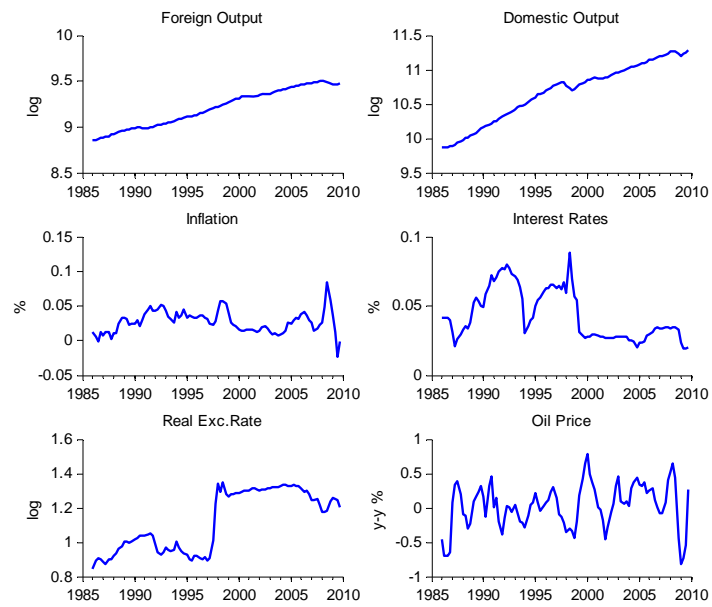 Foreign Output
10
9.5
9
8.5
log
1985 1990 1995 2000 2005 2010
Domestic Output
11.5
11
10.5
10
9.5
log
1985 1990 1995 2000 2005 2010
Inflation
0.15
0.1
0.05
0
-0.05
%
1985 1990 1995 2000 2005 2010
Interest Rates
0.1
0.05
0
%
1985 1990 1995 2000 2005 2010
Real Exc.Rate
1.6
1.4
1.2
1
0.8
log
1985 1990 1995 2000 2005 2010
Oil Price
1
0.5
0
-0.5
-1
y-y %
1985 1990 1995 2000 2005 2010